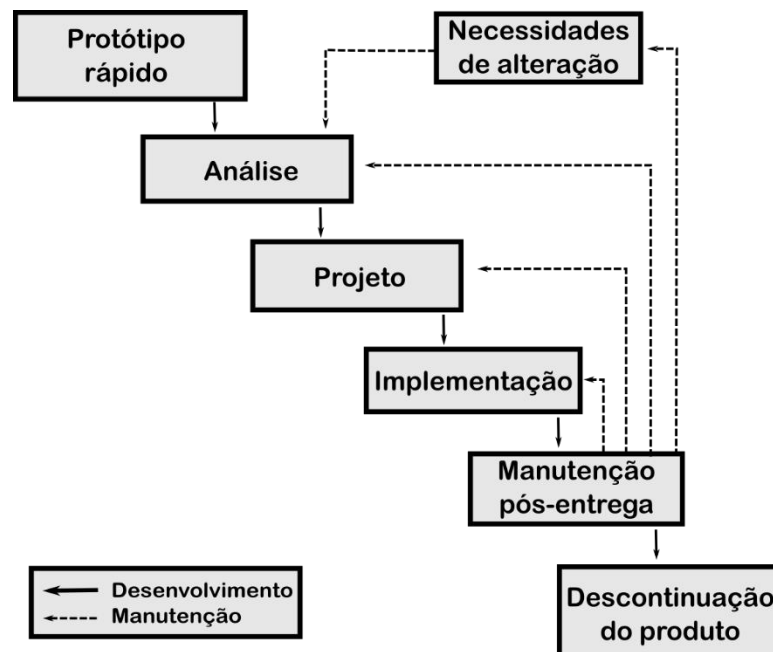 Protótipo
rápido
Necessidades
de alteração
Análise
Projeto
Implementação
Manutenção
pós-entrega
Descontinuação
do produto
Desenvolvimento
Manutenção